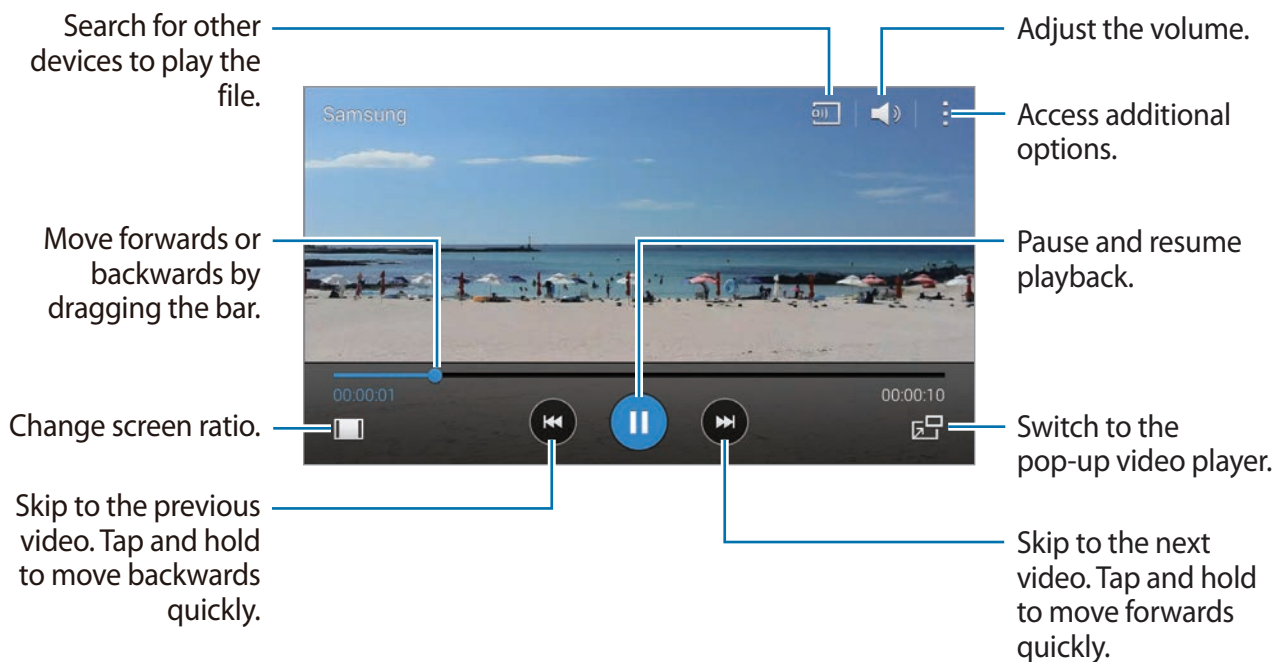 Search for other
devices to play the
file.
Adjust the volume.
Access additional
options.
Samsung
Move forwards or
backwards by
dragging the bar.
Pause and resume
playback.
00:00:01
00:00:10
Change screen ratio.
Switch to the
pop-up video player.
Skip to the previous
video. Tap and hold
to move backwards
quickly.
Skip to the next
video. Tap and hold
to move forwards
quickly.